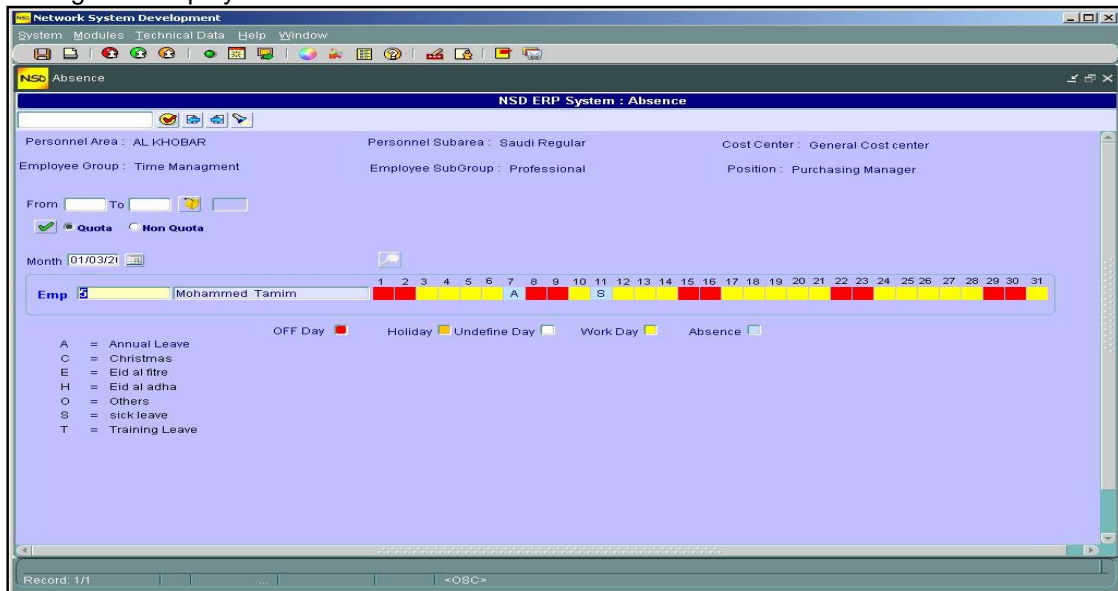 Network System Development
System Modules Technical Data Help Window
NSD Absence
NSD ERP System : Absence
Personnel Area : AL KHOBAR Personnel Subarea : Saudi Regular Cost Center : General Cost center
Employee Group : Time Managment Employee SubGroup : Professional Position : Purchasing Manager
From To
Quota Non Quota
Month 01/03/2
1 2 3 4 5 6 7 8 9 10 11 12 13 14 15 16 17 18 19 20 21 22 23 24 25 26 27 28 29 30 31
Emp 5 Mohammed Tamim A S
OFF Day Holiday Undefine Day Work Day Absence
A = Annual Leave
C = Christmas
E = Eid al fitre
H = Eid al adha
O = Others
S = sick leave
T = Training Leave
Record: 1/1 ... <OSC>